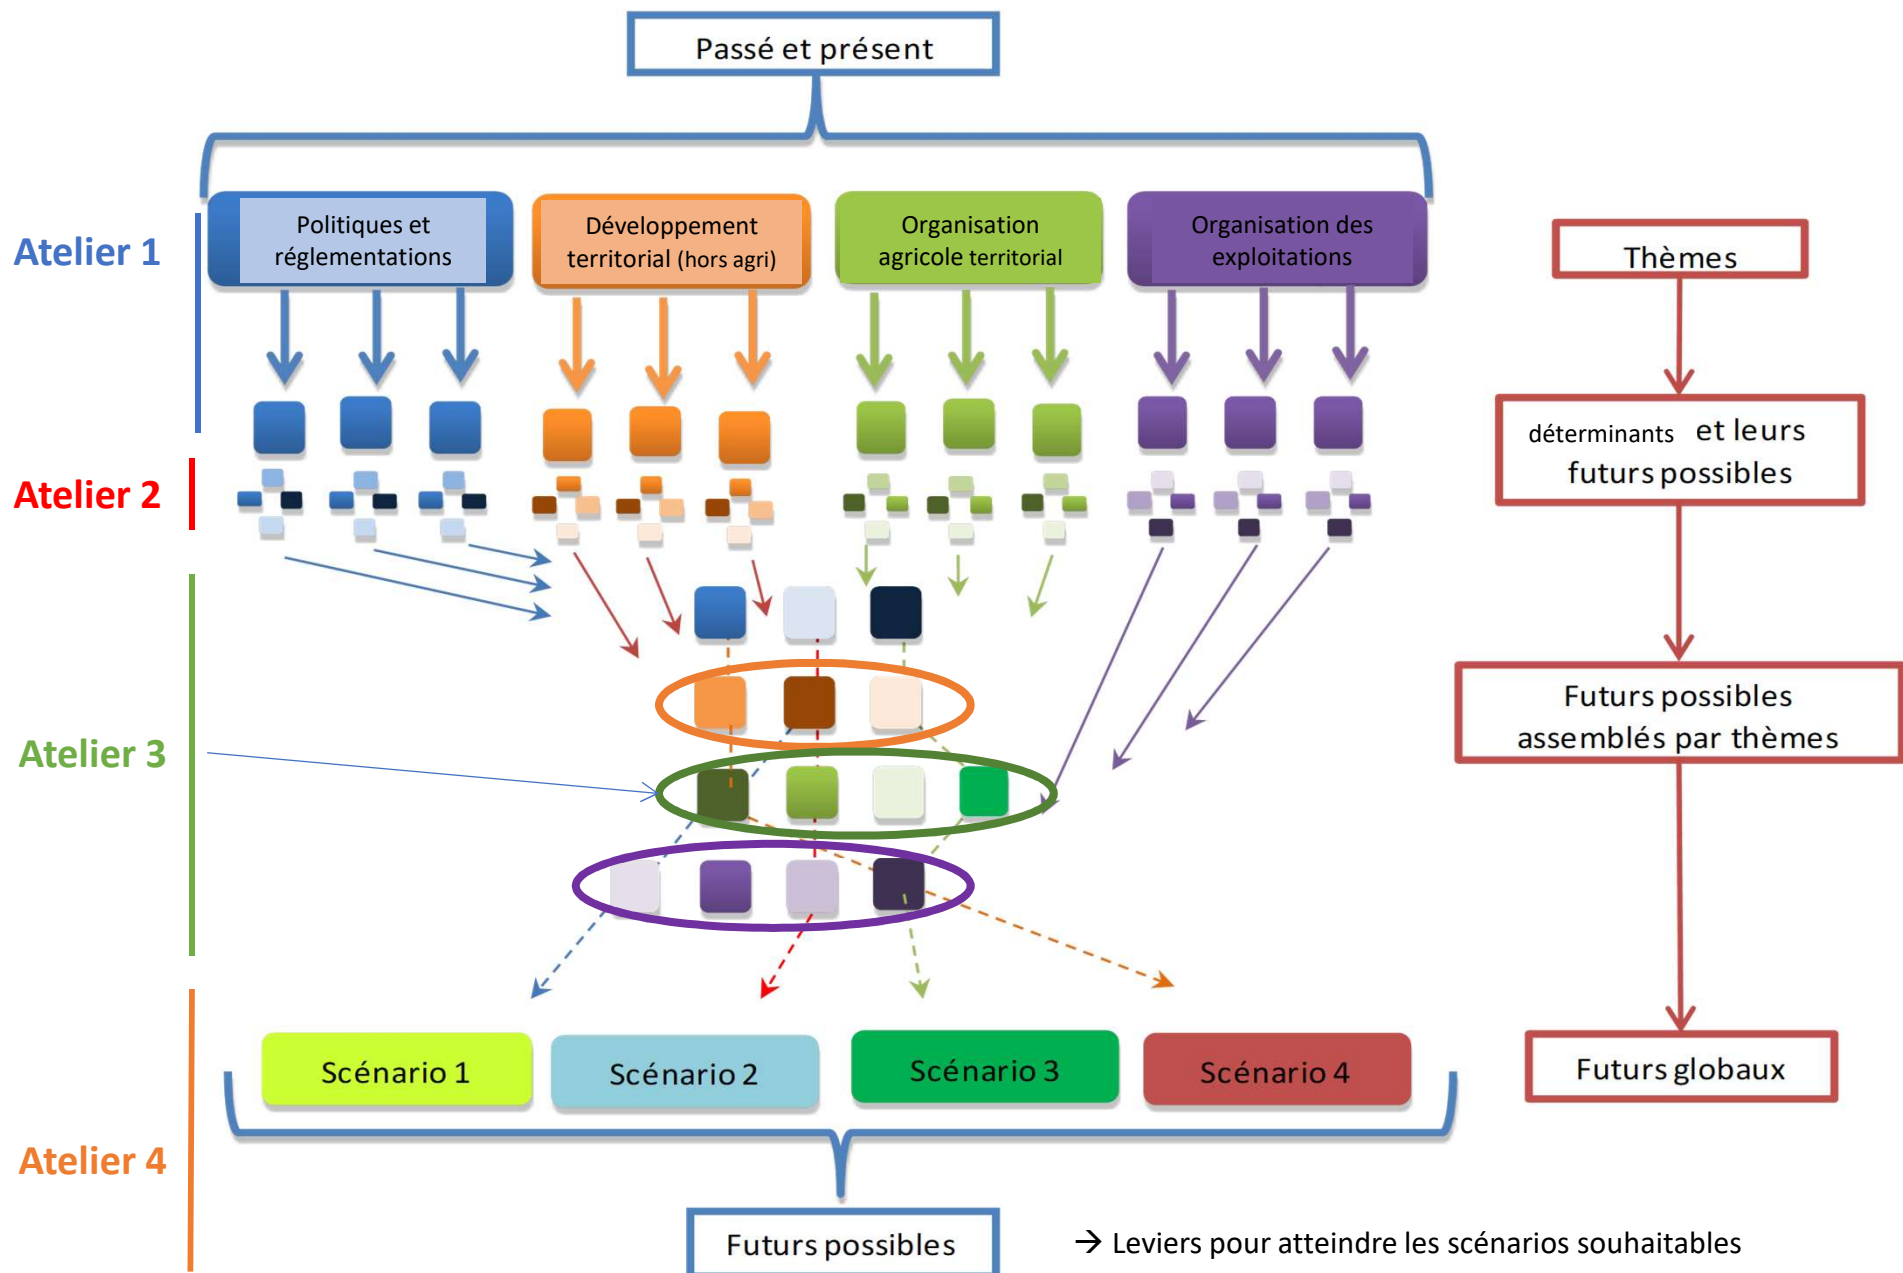 Passé et présent
Atelier 1
Politiques et
réglementations
Développement
territorial (hors agri)
Organisation
agricole territorial
Organisation des
exploitations
Thèmes
déterminants et leurs
futurs possibles
Atelier 2
Atelier 3
Futurs possibles
assemblés par thèmes
Scénario 1
Scénario 2
Scénario 3
Scénario 4
Futurs globaux
Atelier 4
Futurs possibles
→ Leviers pour atteindre les scénarios souhaitables